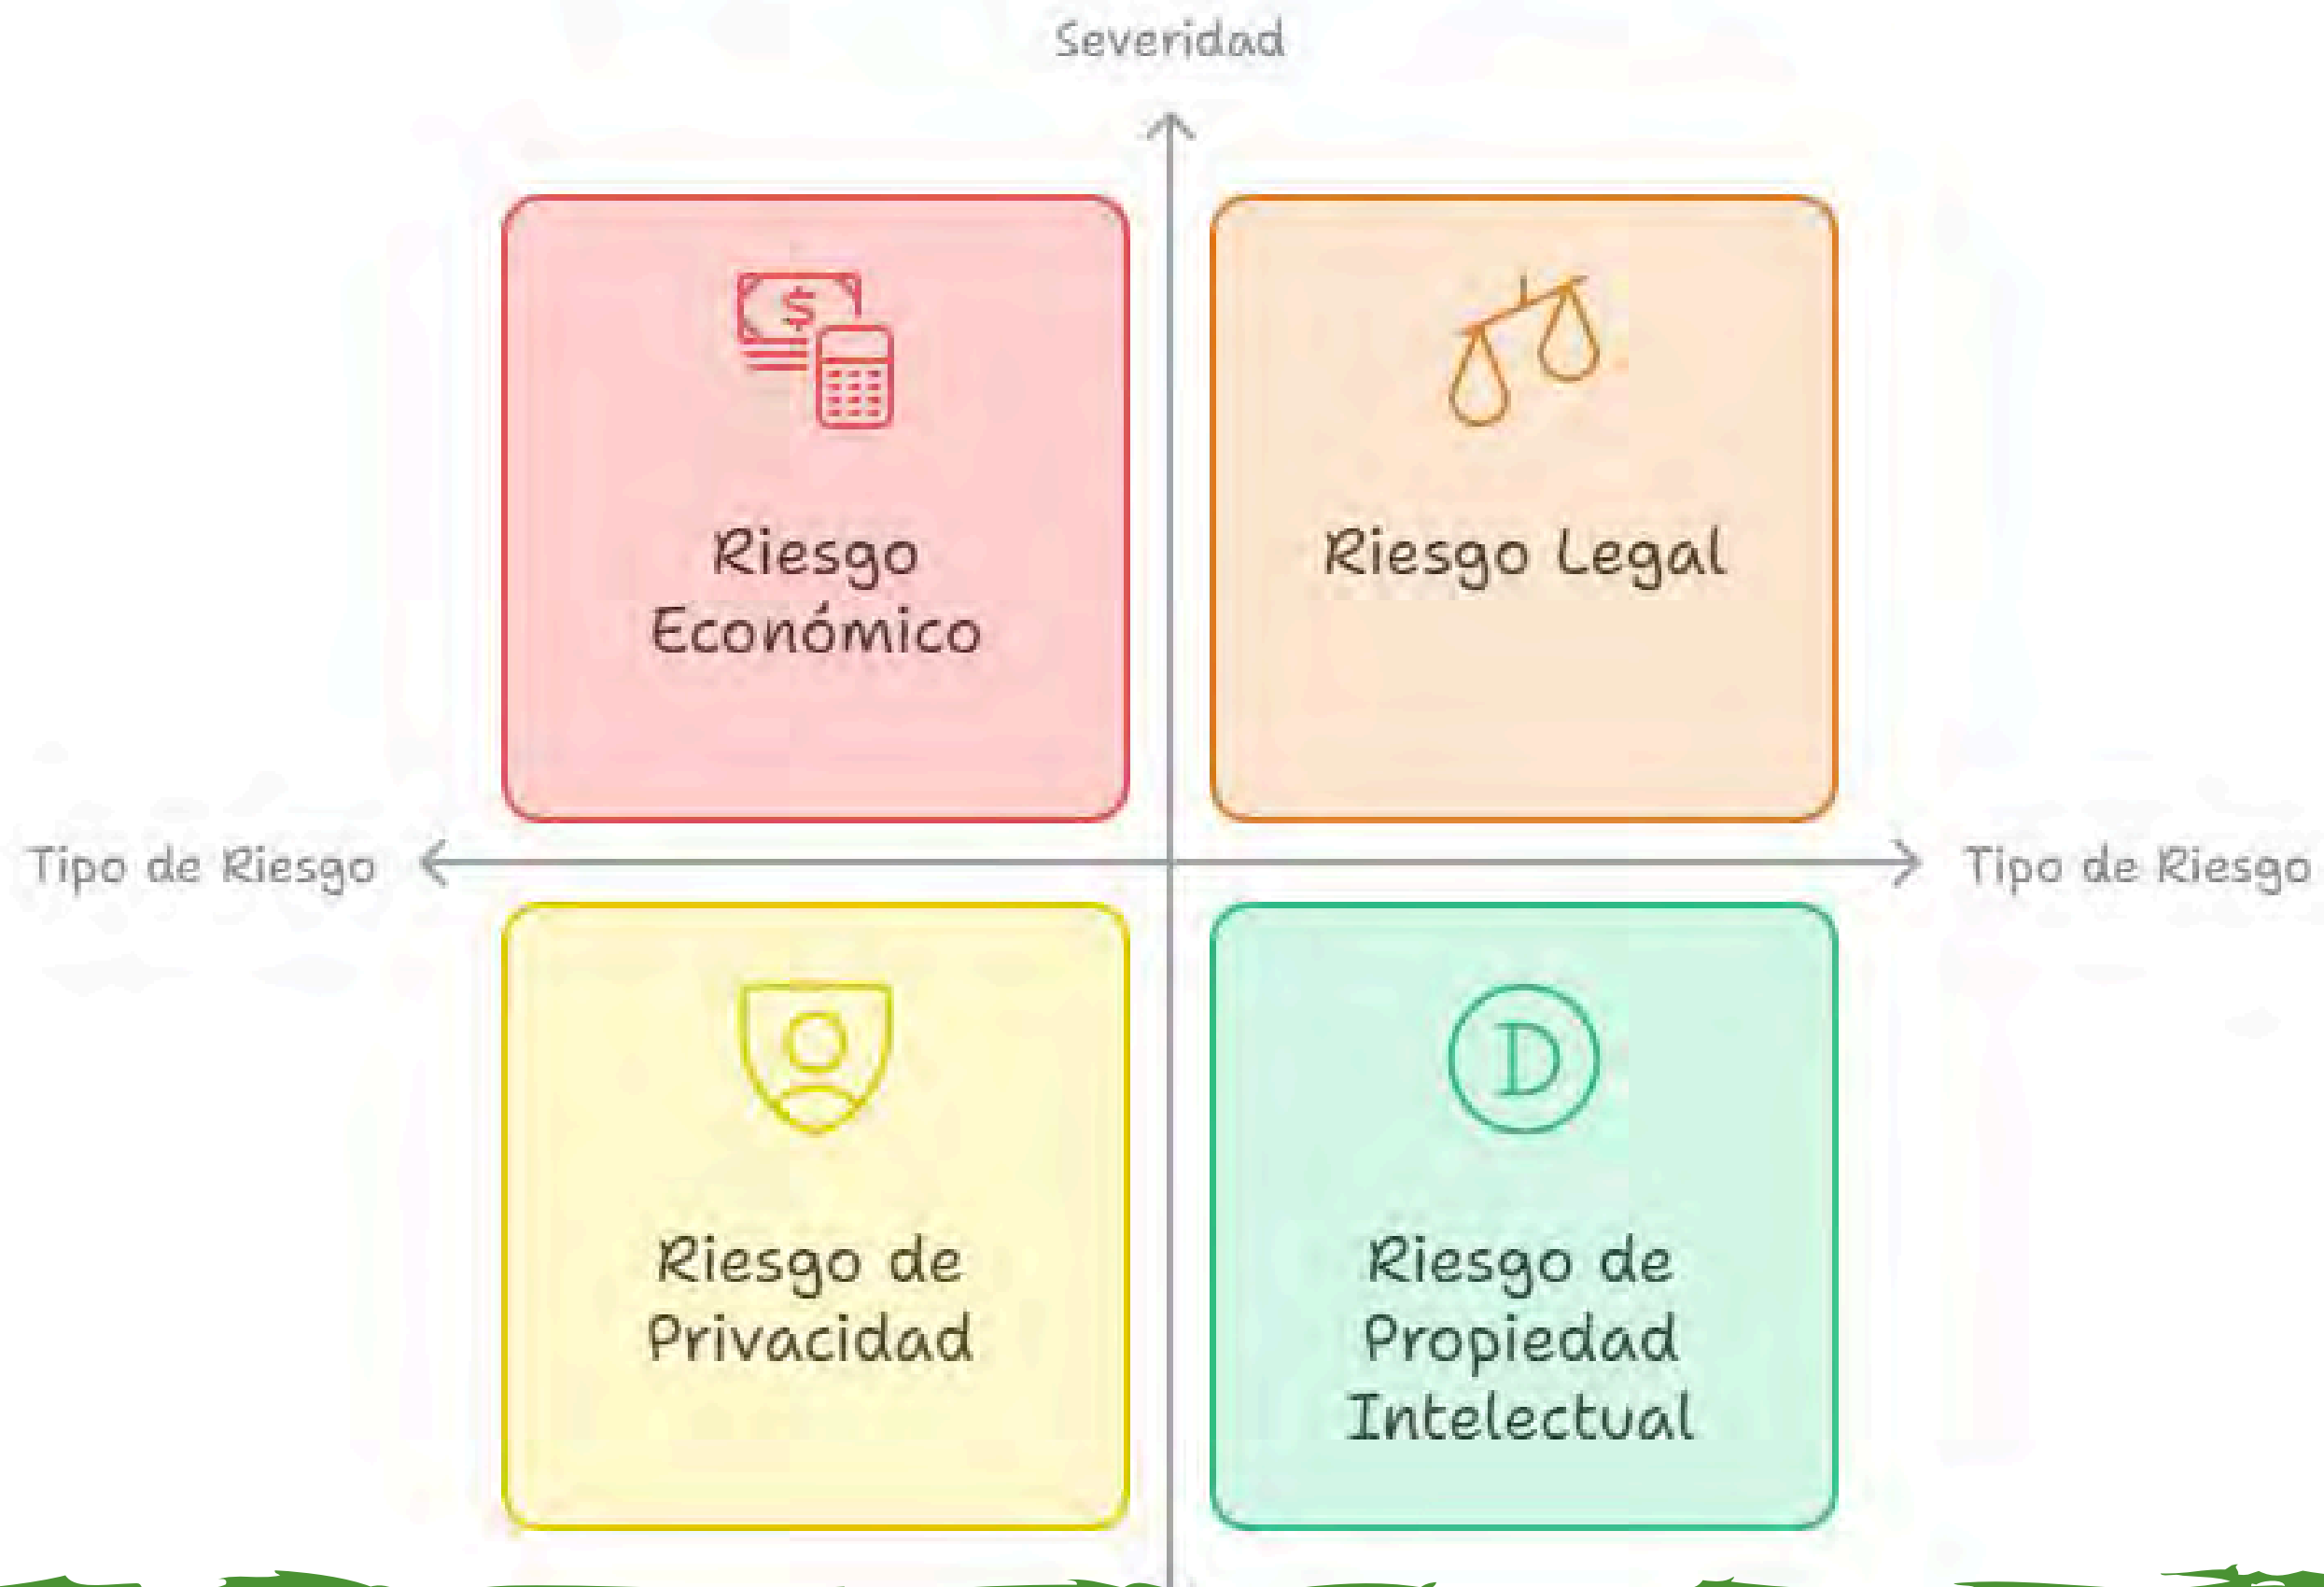 Severidad
$
Riesgo
Económico
Riesgo Legal
Tipo de Riesgo
Tipo de Riesgo
D
Riesgo de
Privacidad
Riesgo de
Propiedad
Intelectual